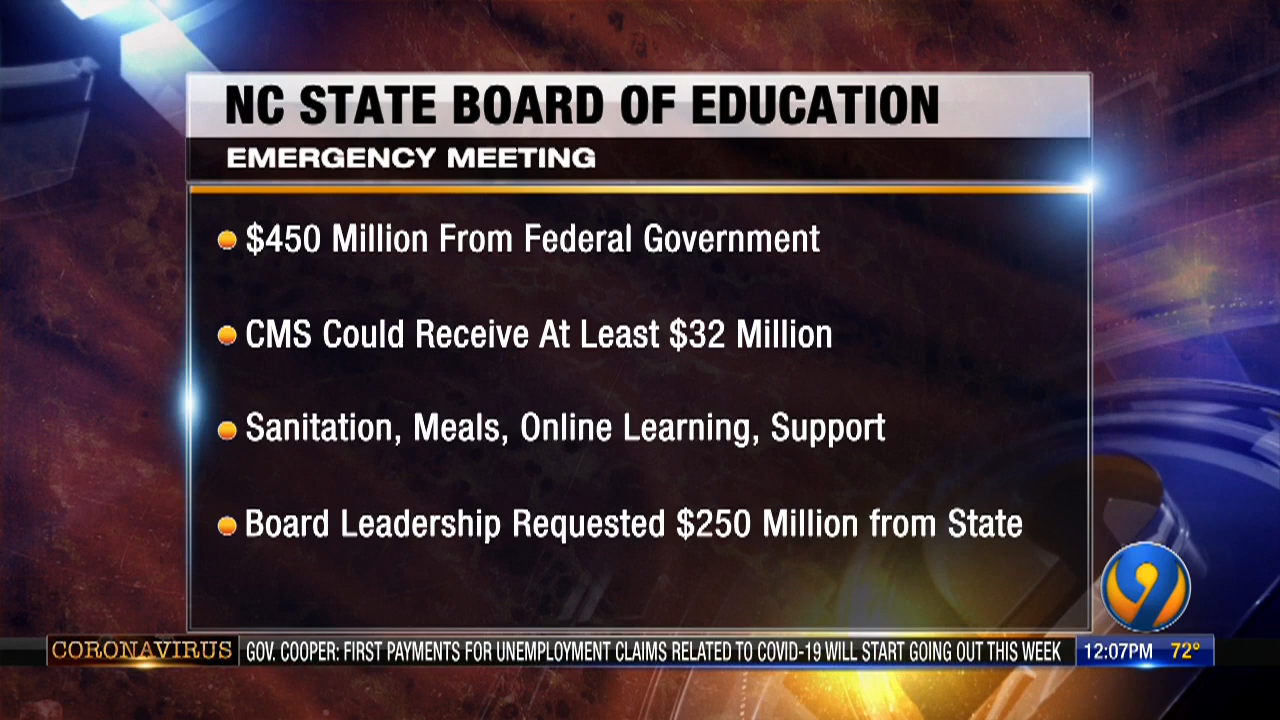 NC STATE BOARD OF EDUCATION
EMERGENCY MEETING
$450 Million From Federal Government
CMS Could Receive At Least $32 Million
Sanitation, Meals, Online Learning, Support
Board Leadership Requested $250 Million from State
9
CORONAVIRUS GOV. COOPER: FIRST PAYMENTS FOR UNEMPLOYMENT CLAIMS RELATED TO COVID-19 WILL START GOING OUT THIS WEEK 12:07PM 72°